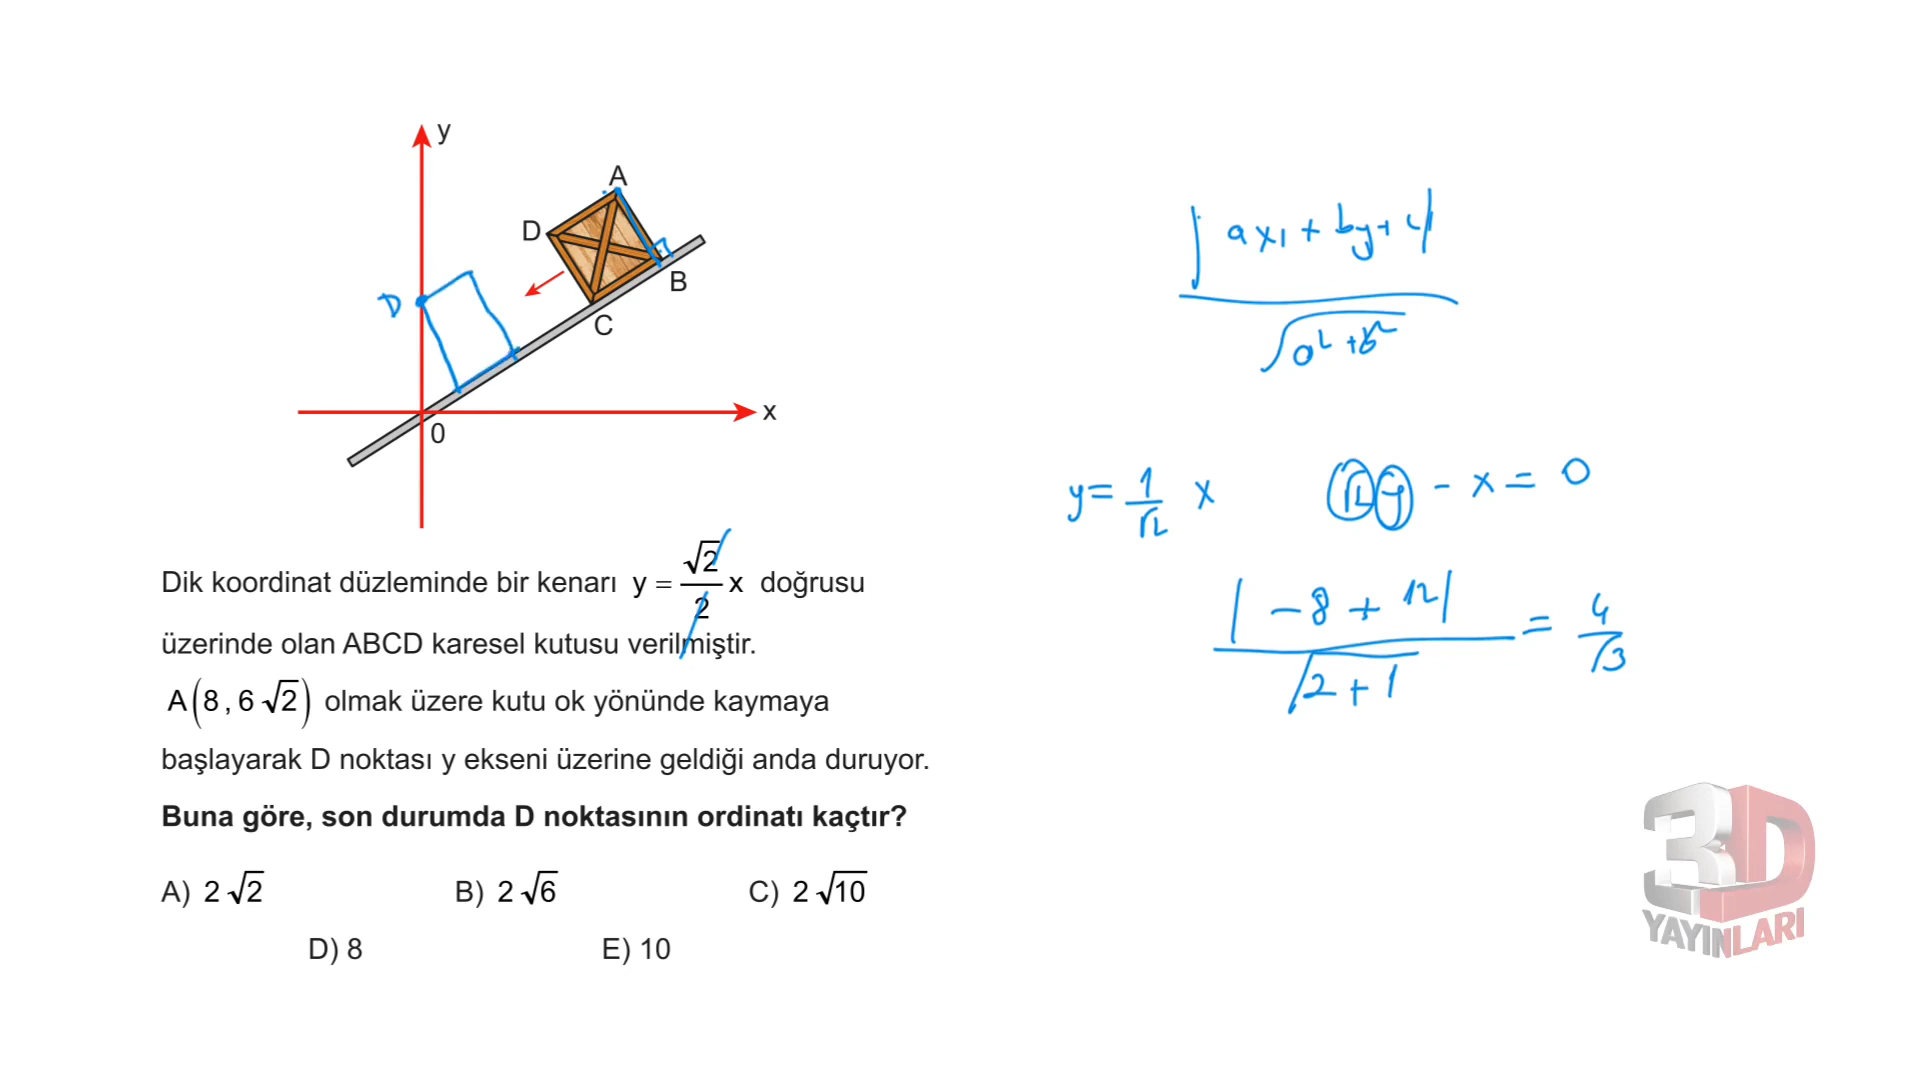 y
A
D
B
C
D
x
0
|ax₁ + by + c|
√a² + b²
y = 1/√2 x
√2 y - x = 0
|-8 + 12| / √2 + 1 = 4/√3
Dik koordinat düzleminde bir kenarı y = √2/2 x doğrusu
üzerinde olan ABCD karesel kutusu verilmiştir.
A(8, 6√2) olmak üzere kutu ok yönünde kaymaya
başlayarak D noktası y ekseni üzerine geldiği anda duruyor.
Buna göre, son durumda D noktasının ordinatı kaçtır?
A) 2√2 B) 2√6 C) 2√10
D) 8 E) 10
3D
YAYINLARI